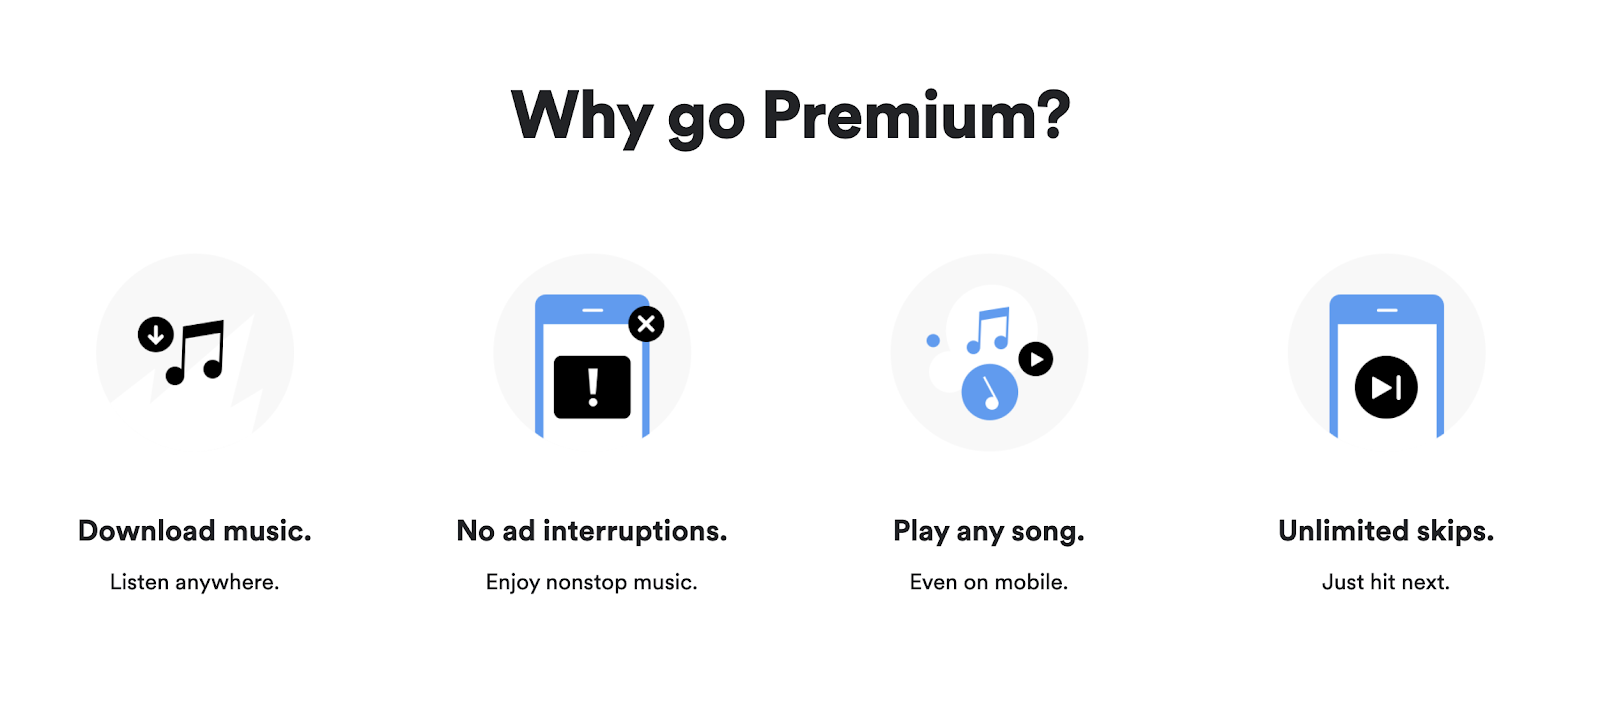 Why go Premium?
Download music.
Listen anywhere.
No ad interruptions.
Enjoy nonstop music.
Play any song.
Even on mobile.
Unlimited skips.
Just hit next.